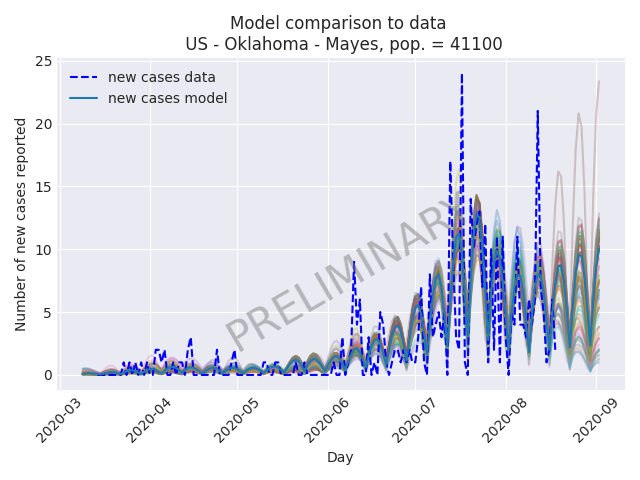 Model comparison to data
US - Oklahoma - Mayes, pop. = 41100
new cases data
new cases model
PRELIMINARY
Number of new cases reported
25
20
15
10
5
0
2020-03
2020-04
2020-05
2020-06
2020-07
2020-08
2020-09
Day